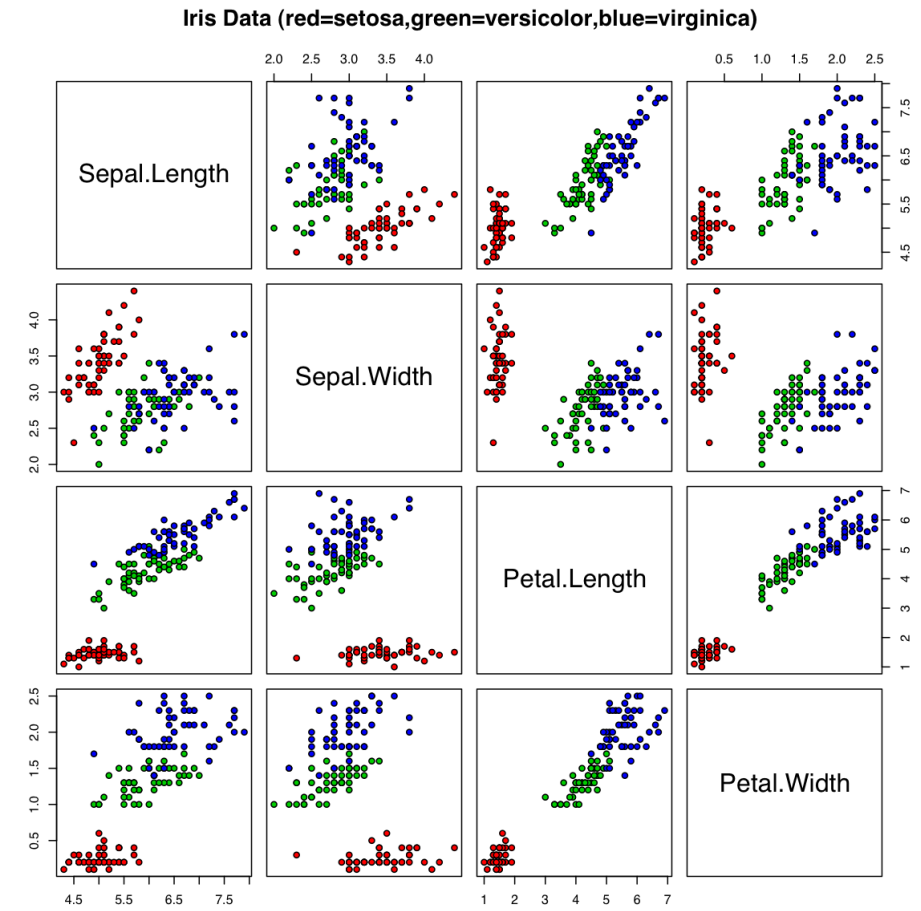 Iris Data (red=setosa,green=versicolor,blue=virginica)
2.0 2.5 3.0 3.5 4.0
0.5 1.0 1.5 2.0 2.5
Sepal.Length
4.5 5.5 6.5 7.5
2.0 2.5 3.0 3.5 4.0
Sepal.Width
Petal.Length
1 2 3 4 5 6 7
0.5 1.0 1.5 2.0 2.5
Petal.Width
4.5 5.5 6.5 7.5
1 2 3 4 5 6 7